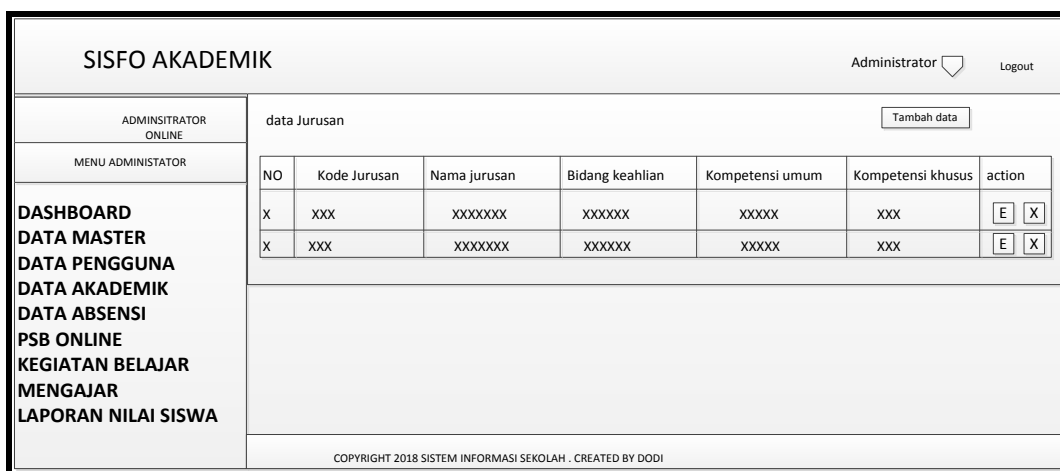 SISFO AKADEMIK
Administrator
Logout
ADMINSITRATOR
ONLINE
MENU ADMINISTATOR
DASHBOARD
DATA MASTER
DATA PENGGUNA
DATA AKADEMIK
DATA ABSENSI
PSB ONLINE
KEGIATAN BELAJAR
MENGAJAR
LAPORAN NILAI SISWA
data Jurusan
Tambah data
NO Kode Jurusan Nama jurusan Bidang keahlian Kompetensi umum Kompetensi khusus action
X XXX XXXXXXX XXXXXX XXXXX XXX E X
X XXX XXXXXXX XXXXXX XXXXX XXX E X
COPYRIGHT 2018 SISTEM INFORMASI SEKOLAH . CREATED BY DODI